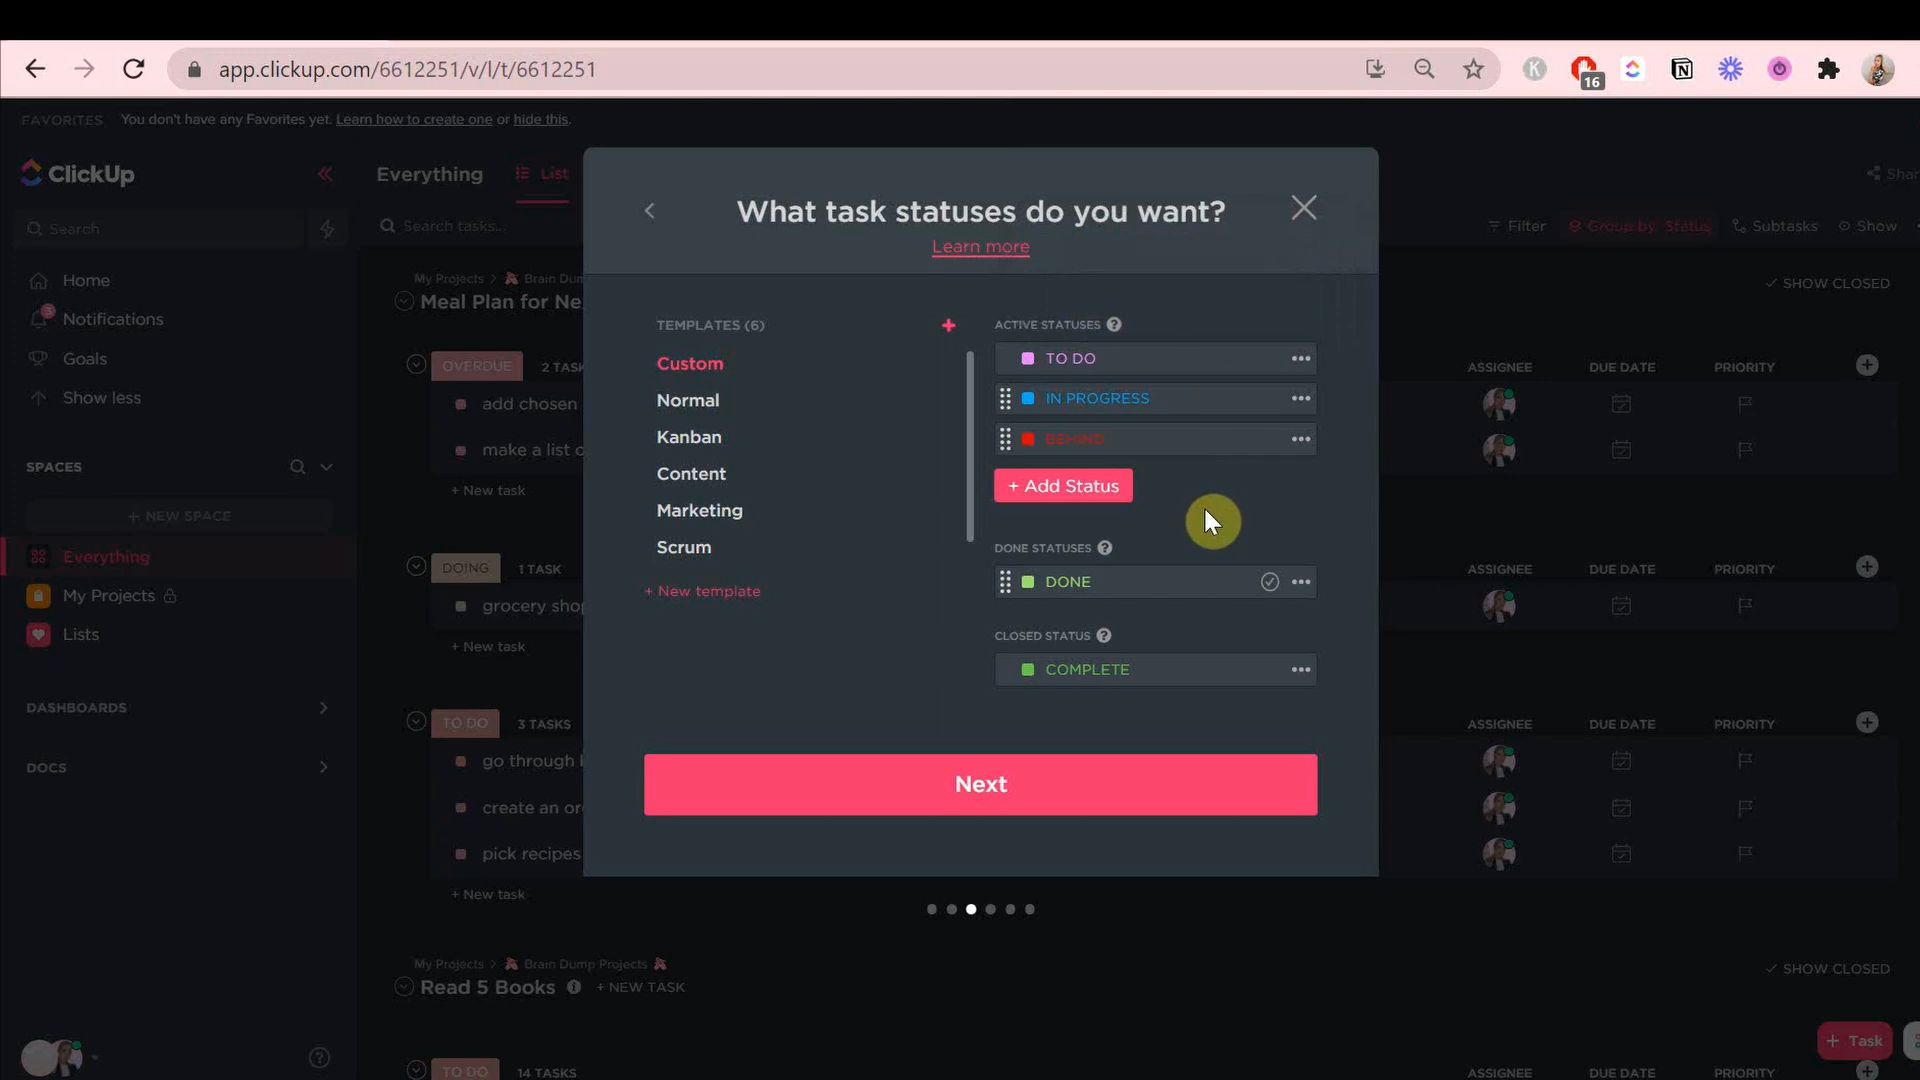 app.clickup.com/6612251/v/l/t/6612251
16
FAVORITES You don't have any Favorites yet. Learn how to create one or hide this.
ClickUp
Everything
List
Search
Search tasks...
Filter
Group by: Status
Subtasks
Show
Home
Notifications
Goals
Show less
SPACES
+ NEW SPACE
Everything
My Projects
Lists
DASHBOARDS
DOCS
What task statuses do you want?
Learn more
TEMPLATES (6)
Custom
Normal
Kanban
Content
Marketing
Scrum
+ New template
ACTIVE STATUSES
TO DO
IN PROGRESS
BEHIND
+ Add Status
DONE STATUSES
DONE
CLOSED STATUS
COMPLETE
Next
My Projects > Brain Dum
Meal Plan for Ne
SHOW CLOSED
OVERDUE 2 TASK
ASSIGNEE DUE DATE PRIORITY
add chosen
make a list o
+ New task
DOING 1 TASK
ASSIGNEE DUE DATE PRIORITY
grocery shop
+ New task
TO DO 3 TASKS
ASSIGNEE DUE DATE PRIORITY
go through
create an or
pick recipes
+ New task
My Projects > Brain Dump Projects
Read 5 Books + NEW TASK
SHOW CLOSED
TO DO 14 TASKS
ASSIGNEE DUE DATE PRIORITY
+ Task